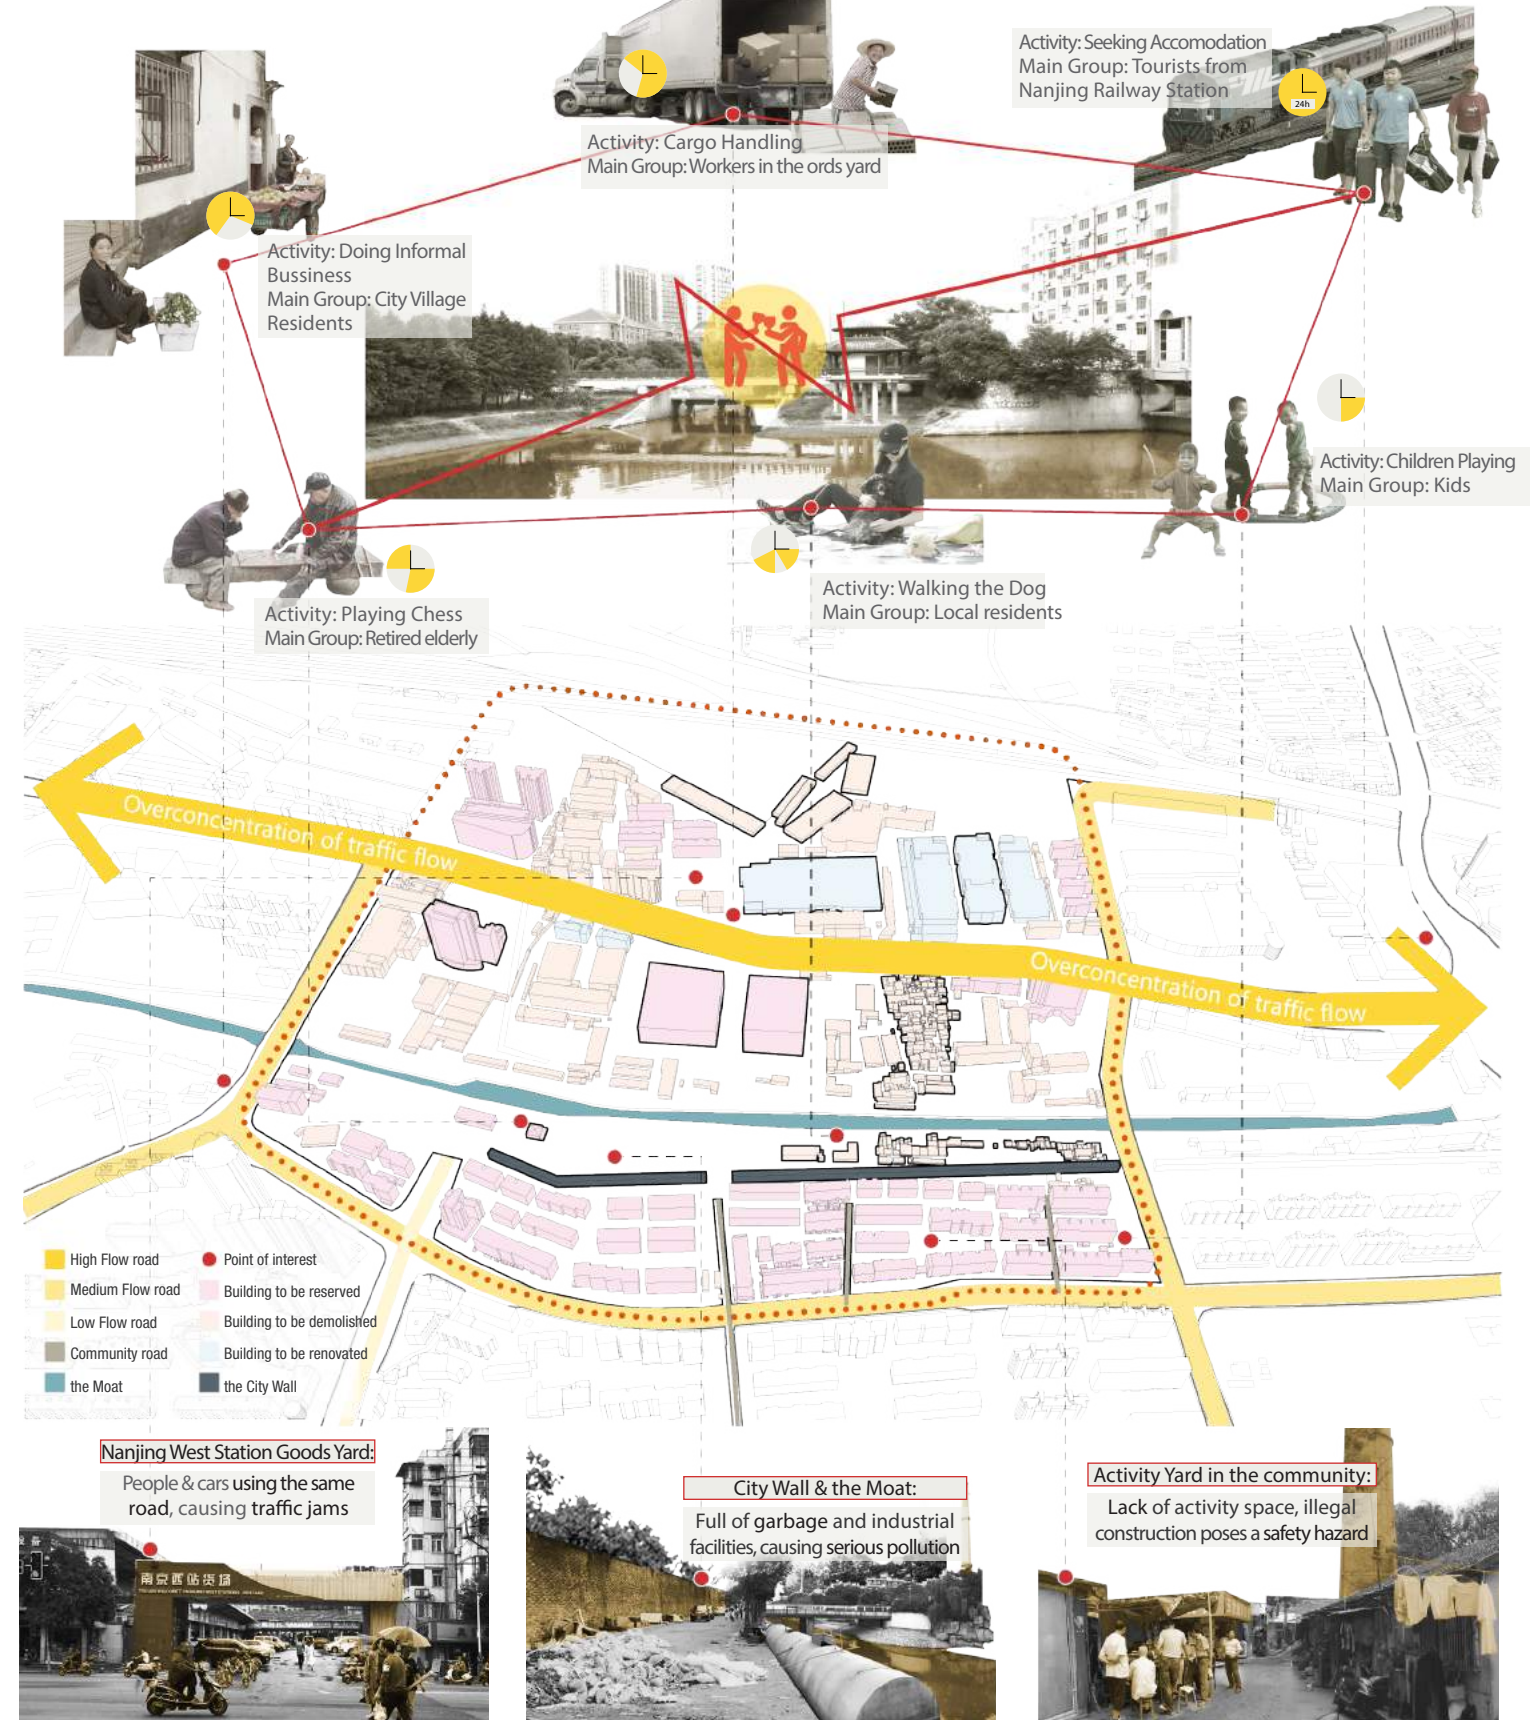 Activity: Seeking Accomodation
Main Group: Tourists from
Nanjing Railway Station
24h
Activity: Cargo Handling
Main Group: Workers in the ords yard
Activity: Doing Informal
Bussiness
Main Group: City Village
Residents
Activity: Children Playing
Main Group: Kids
Activity: Walking the Dog
Main Group: Local residents
Activity: Playing Chess
Main Group: Retired elderly
Overconcentration of traffic flow
Overconcentration of traffic flow
High Flow road
Medium Flow road
Low Flow road
Community road
the Moat
Point of interest
Building to be reserved
Building to be demolished
Building to be renovated
the City Wall
Nanjing West Station Goods Yard:
People & cars using the same
road, causing traffic jams
南京西站货场
City Wall & the Moat:
Full of garbage and industrial
facilities, causing serious pollution
Activity Yard in the community:
Lack of activity space, illegal
construction poses a safety hazard